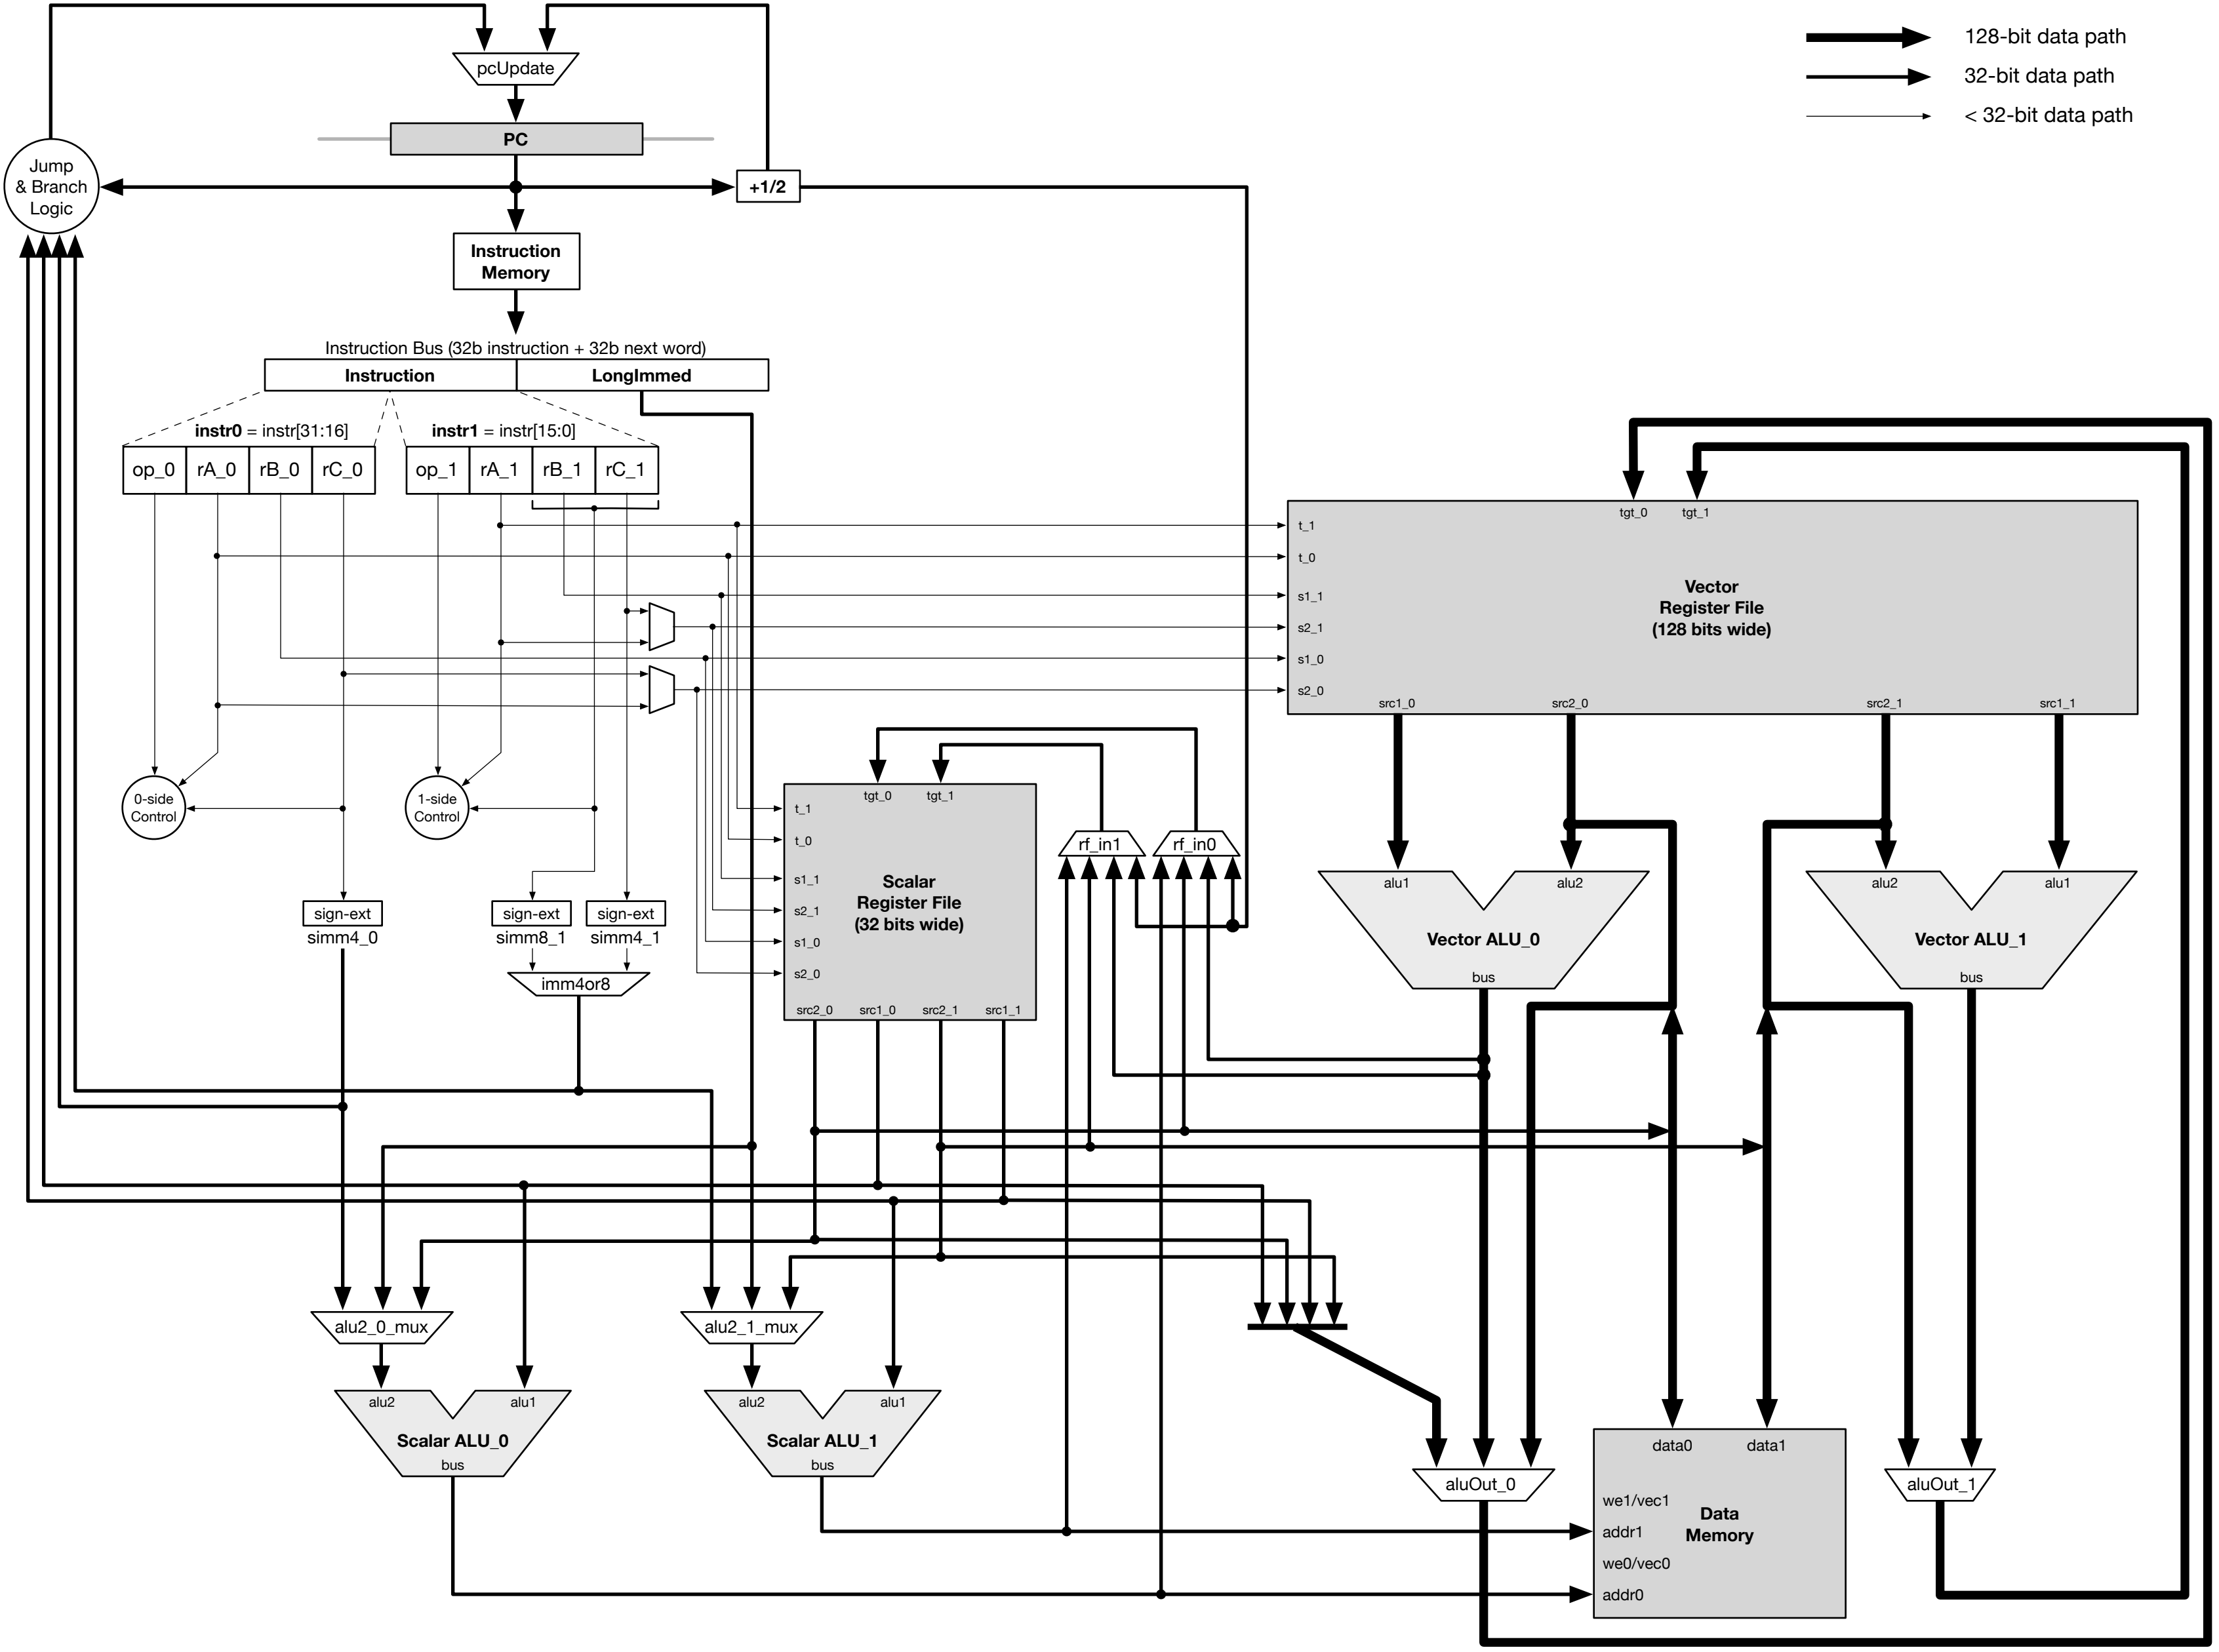 128-bit data path
32-bit data path
< 32-bit data path
pcUpdate
PC
Jump
& Branch
Logic
+1/2
Instruction
Memory
Instruction Bus (32b instruction + 32b next word)
Instruction
LongImmed
instr0 = instr[31:16]
instr1 = instr[15:0]
op_0
rA_0
rB_0
rC_0
op_1
rA_1
rB_1
rC_1
tgt_0
tgt_1
t_1
t_0
s1_1
s2_1
s1_0
s2_0
Vector
Register File
(128 bits wide)
src1_0
src2_0
src2_1
src1_1
0-side
Control
1-side
Control
tgt_0
tgt_1
t_1
t_0
s1_1
s2_1
s1_0
s2_0
Scalar
Register File
(32 bits wide)
src2_0
src1_0
src2_1
src1_1
rf_in1
rf_in0
alu1
alu2
Vector ALU_0
bus
alu2
alu1
Vector ALU_1
bus
sign-ext
simm4_0
sign-ext
simm8_1
sign-ext
simm4_1
imm4or8
alu2_0_mux
alu2_1_mux
alu2
alu1
Scalar ALU_0
bus
alu2
alu1
Scalar ALU_1
bus
aluOut_0
data0
data1
we1/vec1
addr1
we0/vec0
addr0
Data
Memory
aluOut_1